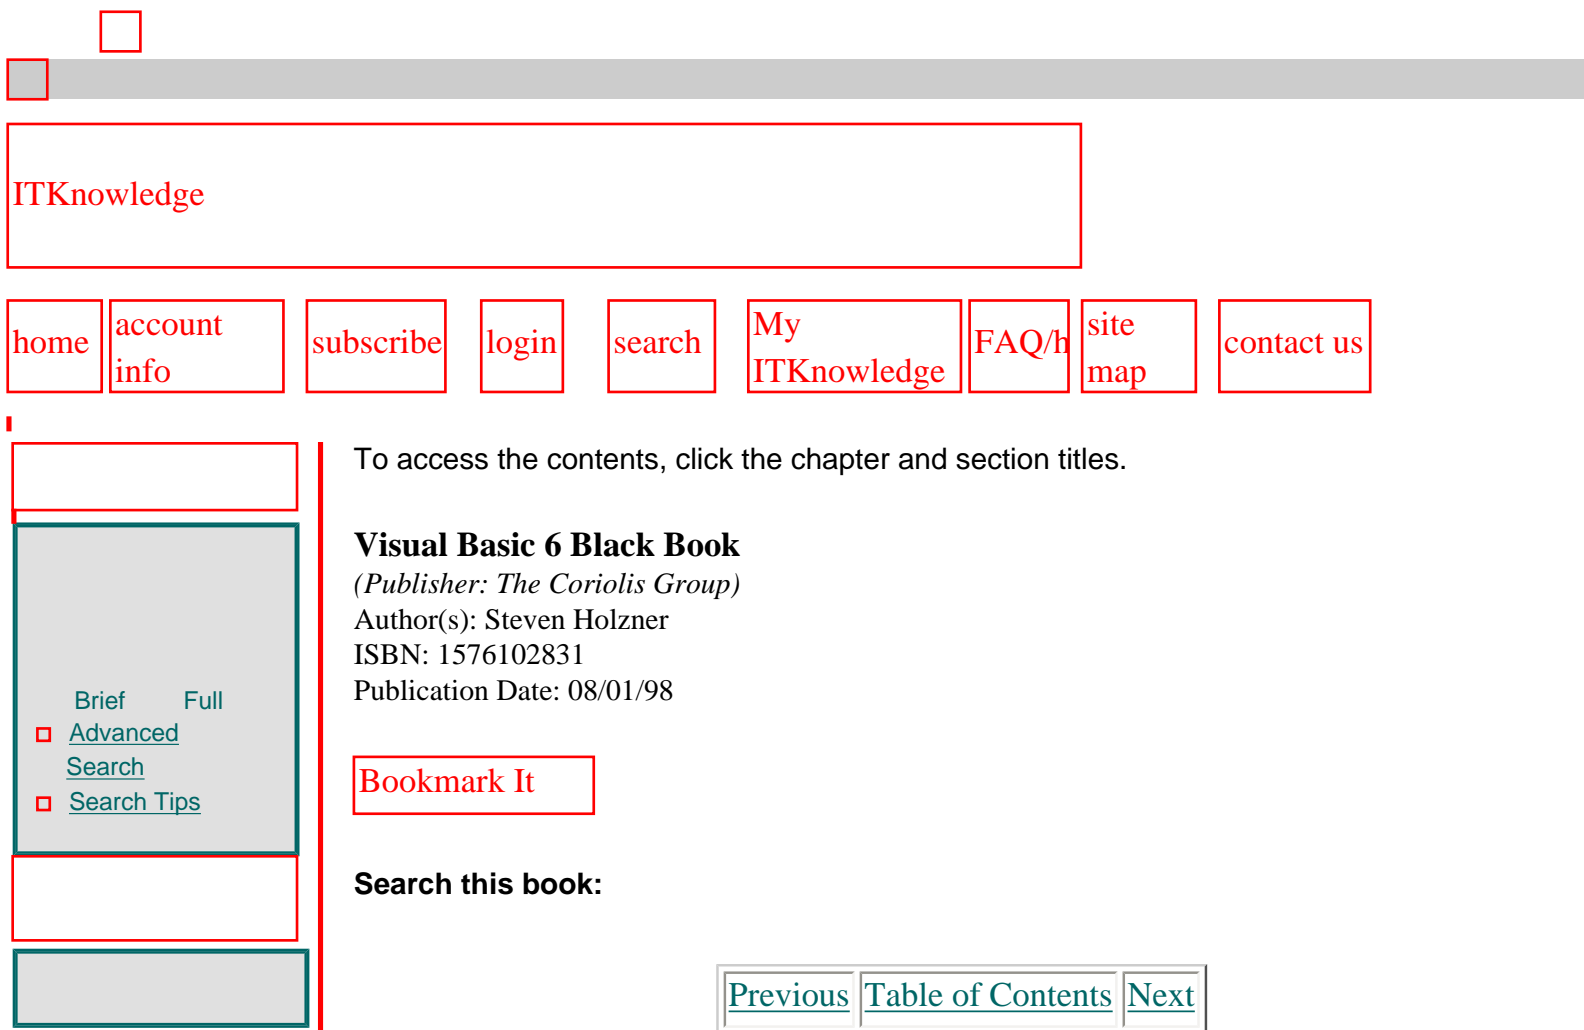 ITKnowledge
home
account info
subscribe
login
search
My ITKnowledge
FAQ/h
site map
contact us
Brief Full
Advanced
Search
Search Tips
To access the contents, click the chapter and section titles.
Visual Basic 6 Black Book
(Publisher: The Coriolis Group)
Author(s): Steven Holzner
ISBN: 1576102831
Publication Date: 08/01/98
Bookmark It
Search this book:
Previous Table of Contents Next